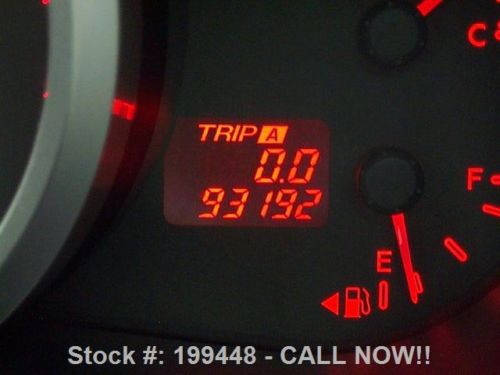 C
TRIP A
0.0
93192
F
E
Stock #: 199448 - CALL NOW!!